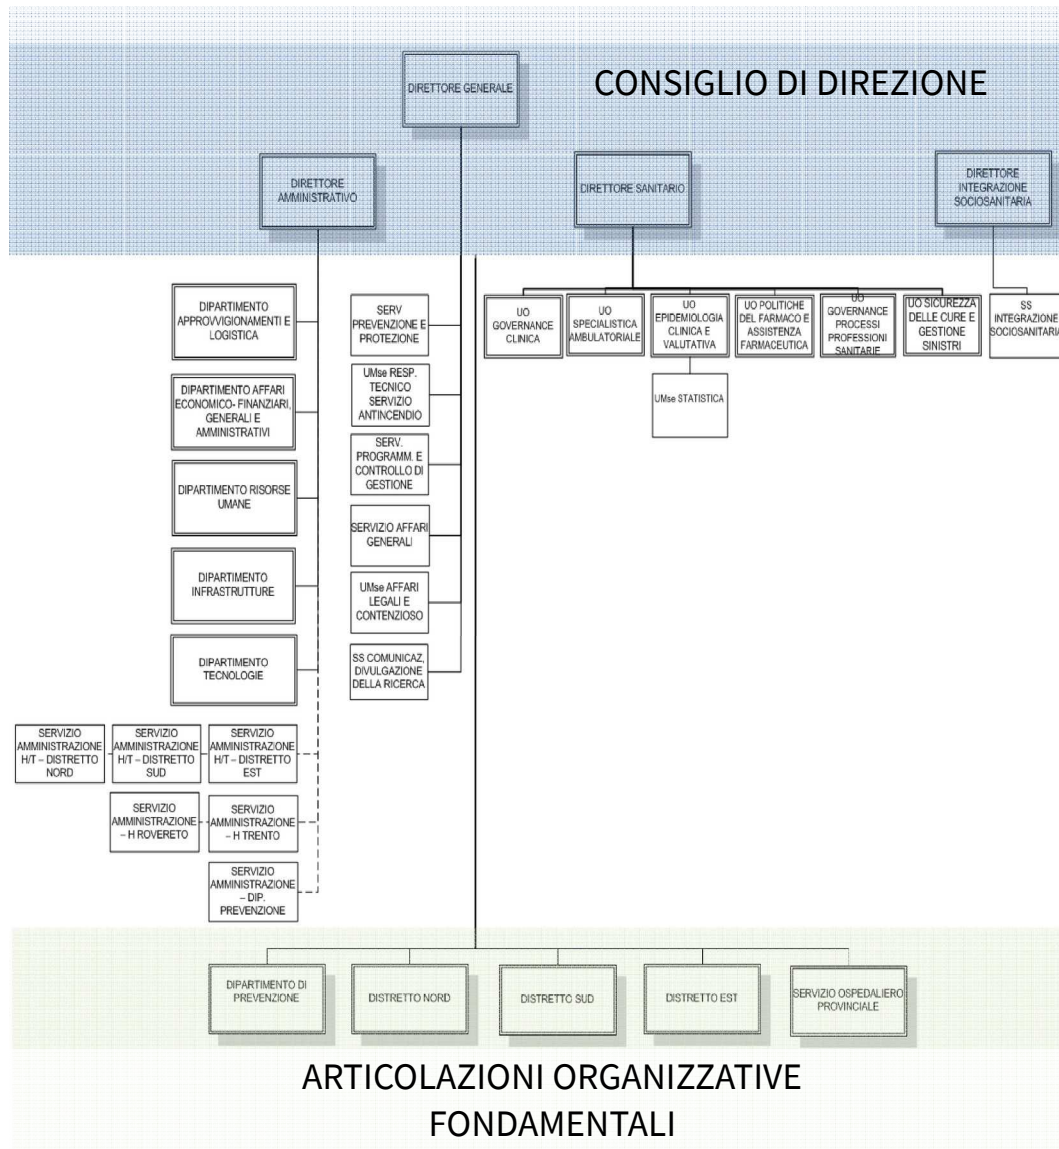 CONSIGLIO DI DIREZIONE
DIRETTORE GENERALE
DIRETTORE
AMMINISTRATIVO
DIRETTORE SANITARIO
DIRETTORE
INTEGRAZIONE
SOCIOSANITARIA
DIPARTIMENTO
APPROVVIGIONAMENTI E
LOGISTICA
DIPARTIMENTO AFFARI
ECONOMICO- FINANZIARI,
GENERALI E
AMMINISTRATIVI
DIPARTIMENTO RISORSE
UMANE
DIPARTIMENTO
INFRASTRUTTURE
DIPARTIMENTO
TECNOLOGIE
SERV
PREVENZIONE E
PROTEZIONE
UMse RESP.
TECNICO
SERVIZIO
ANTINCENDIO
SERV.
PROGRAMM. E
CONTROLLO DI
GESTIONE
SERVIZIO AFFARI
GENERALI
UMse AFFARI
LEGALI E
CONTENZIOSO
SS COMUNICAZ,
DIVULGAZIONE
DELLA RICERCA
UO
GOVERNANCE
CLINICA
UO
SPECIALISTICA
AMBULATORIALE
UO
EPIDEMIOLOGIA
CLINICA E
VALUTATIVA
UO POLITICHE
DEL FARMACO E
ASSISTENZA
FARMACEUTICA
UO
GOVERNANCE
PROCESSI
PROFESSIONI
SANITARIE
UO SICUREZZA
DELLE CURE E
GESTIONE
SINISTRI
SS
INTEGRAZIONE
SOCIOSANITARIA
UMse STATISTICA
SERVIZIO
AMMINISTRAZIONE
H/T – DISTRETTO
NORD
SERVIZIO
AMMINISTRAZIONE
H/T – DISTRETTO
SUD
SERVIZIO
AMMINISTRAZIONE
H/T – DISTRETTO
EST
SERVIZIO
AMMINISTRAZIONE
– H ROVERETO
SERVIZIO
AMMINISTRAZIONE
– H TRENTO
SERVIZIO
AMMINISTRAZIONE
– DIP.
PREVENZIONE
DIPARTIMENTO DI
PREVENZIONE
DISTRETTO NORD
DISTRETTO SUD
DISTRETTO EST
SERVIZIO OSPEDALIERO
PROVINCIALE
ARTICOLAZIONI ORGANIZZATIVE
FONDAMENTALI